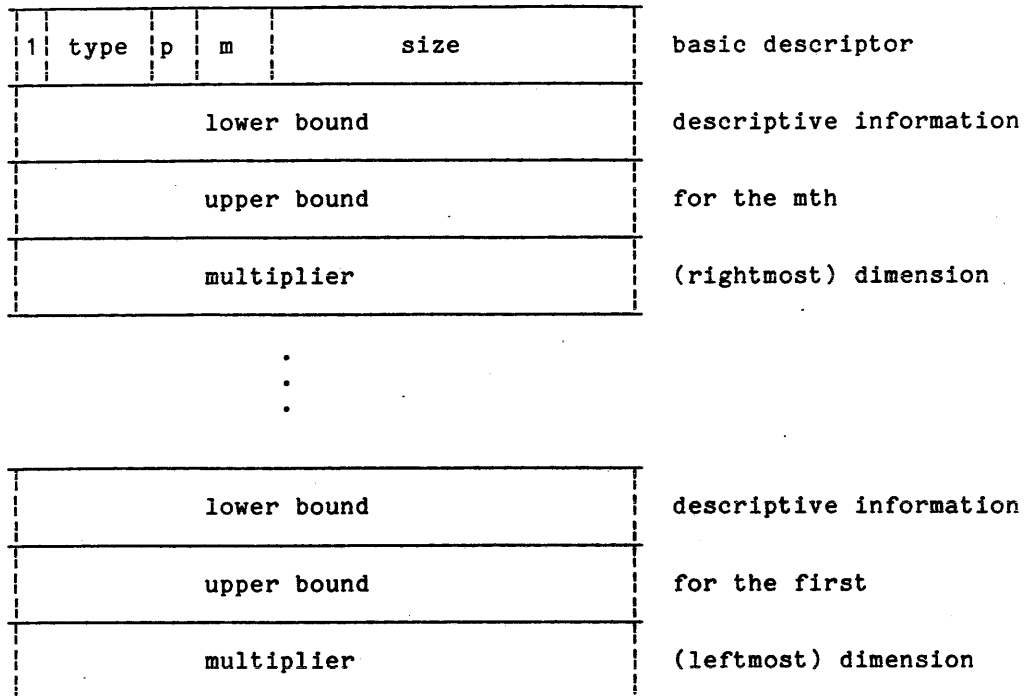 1 type p m size basic descriptor
lower bound descriptive information
upper bound for the mth
multiplier (rightmost) dimension
.
.
.
lower bound descriptive information
upper bound for the first
multiplier (leftmost) dimension